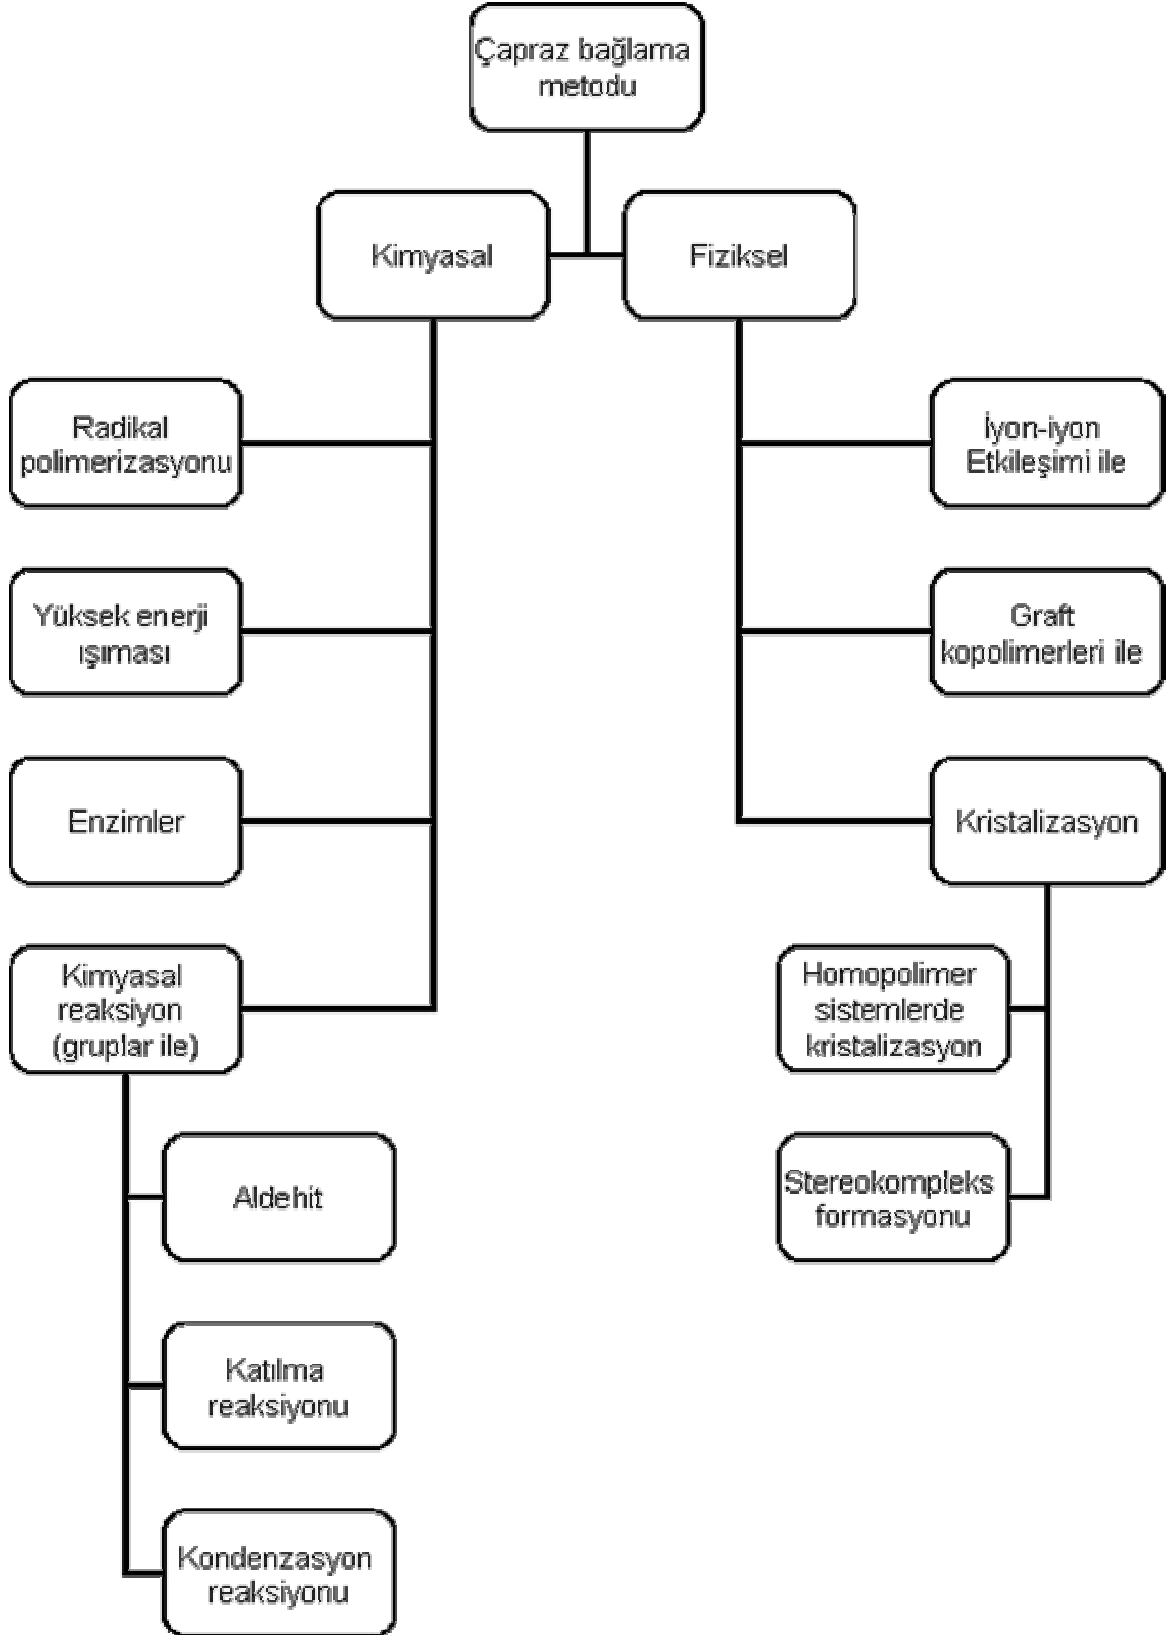 Çapraz bağlama
metodu
Kimyasal
Fiziksel
Radikal
polimerizasyonu
İyon-iyon
Etkileşimi ile
Yüksek enerji
ışıması
Graft
kopolimerleri ile
Enzimler
Kristalizasyon
Kimyasal
reaksiyon
(gruplar ile)
Homopolimer
sistemlerde
kristalizasyon
Aldehit
Stereokompleks
formasyonu
Katılma
reaksiyonu
Kondenzasyon
reaksiyonu